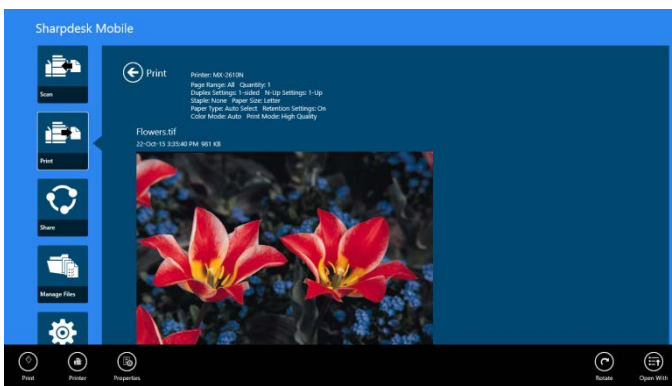 Sharpdesk Mobile
Scan
Print
Share
Manage Files
Print
Printer: MX-2610N
Page Range: All Quantity: 1
Duplex Settings: 1-sided N-Up Settings: 1-Up
Staple: None Paper Size: Letter
Paper Type: Auto Select Retention Settings: On
Color Mode: Auto Print Mode: High Quality
Flowers.tif
22-Oct-15 3:35:40 PM 981 KB
Print
Printer
Properties
Rotate
Open With